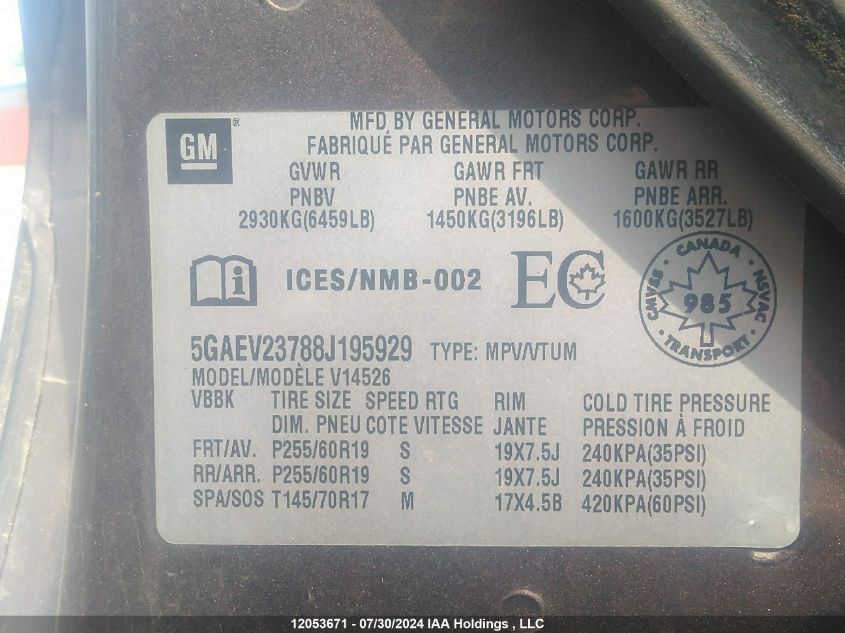 MFD BY GENERAL MOTORS CORP.
GM ® FABRIQUÉ PAR GENERAL MOTORS CORP.
GVWR GAWR FRT GAWR RR
PNBV PNBE AV. PNBE ARR.
2930KG(6459LB) 1450KG(3196LB) 1600KG(3527LB)
i ICES/NMB-002 EC
CANADA CMVSS 985 NSVAC TRANSPORT
5GAEV23788J195929 TYPE: MPV/VTUM
MODEL/MODÈLE V14526
VBBK TIRE SIZE SPEED RTG RIM COLD TIRE PRESSURE
DIM. PNEU COTE VITESSE JANTE PRESSION À FROID
FRT/AV. P255/60R19 S 19X7.5J 240KPA(35PSI)
RR/ARR. P255/60R19 S 19X7.5J 240KPA(35PSI)
SPA/SOS T145/70R17 M 17X4.5B 420KPA(60PSI)
12053671 - 07/30/2024 IAA Holdings , LLC